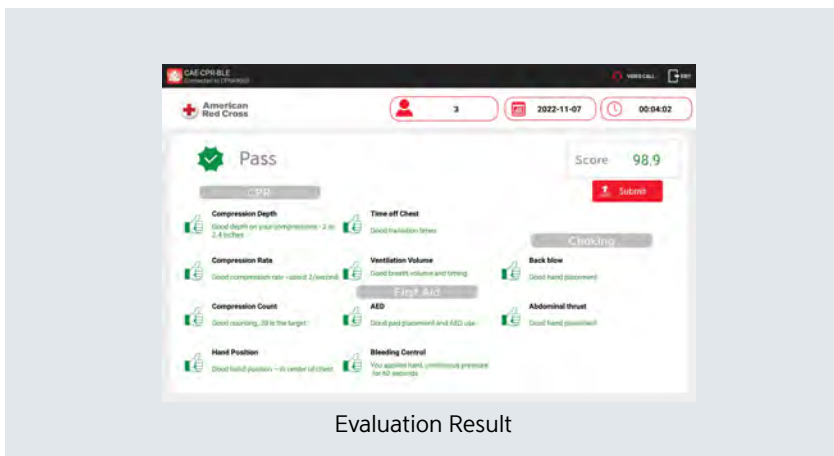 CAE-CPR-BLE
VIDEO CALL
EXIT
American
Red Cross
3
2022-11-07
00:04:02
Pass
Score 98.9
Submit
CPR
Compression Depth
Good depth on your compressions - 2 to
2.4 inches
Time off Chest
Good transition times
Choking
Compression Rate
Good compression rate - about 2/second
Ventilation Volume
Good breath volume and timing
Back blow
Good hand placement
First Aid
Compression Count
Good counting, 30 is the target
AED
Good pad placement and AED use
Abdominal thrust
Good hand placement
Hand Position
Good hand position - in center of chest
Bleeding Control
You applied hard, continuous pressure
for 60 seconds
Evaluation Result